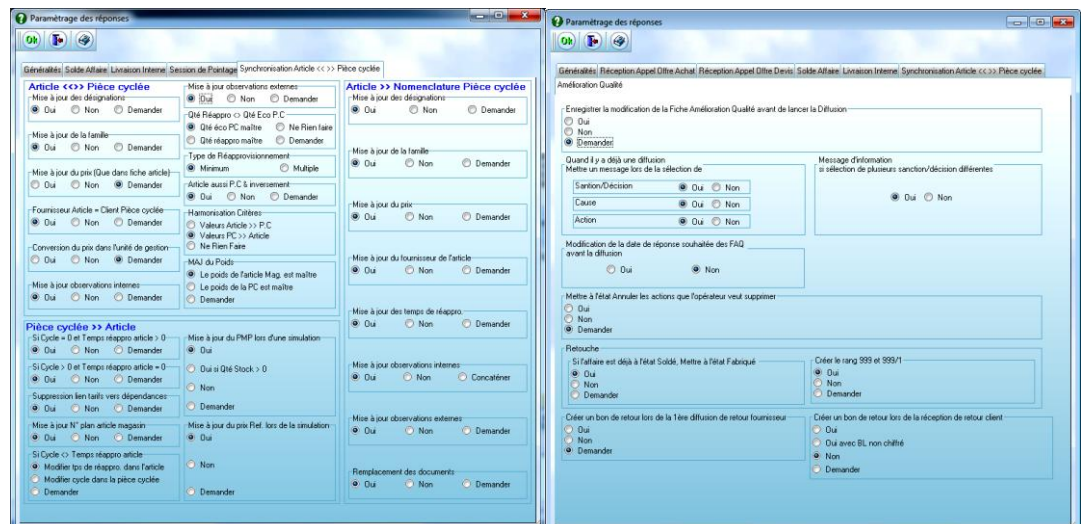 Paramètrage des réponses
Ok
Généralités Solde Affaire Livraison Interne Session de Pointage Synchronisation Article << >> Pièce cyclée
Article <<>> Pièce cyclée
Mise à jour des désignations
Oui Non Demander
Mise à jour de la famille
Oui Non Demander
Mise à jour du prix (Que dans fiche article)
Oui Non Demander
Fournisseur Article = Client Pièce cyclée
Oui Non Demander
Conversion du prix dans l'unité de gestion
Oui Non Demander
Mise à jour observations internes
Oui Non Demander
Mise à jour observations externes
Oui Non Demander
Qté Réappro <> Qté Eco P.C
Qté éco PC maître Ne Rien faire
Qté réappro maître Demander
Type de Réapprovisionnement
Minimum Multiple
Article aussi P.C & inversement
Oui Non Demander
Harmonisation Critères
Valeurs Article >> P.C
Valeurs PC >> Article
Ne Rien Faire
MAJ du Poids
Le poids de l'article Mag. est maître
Le poids de la PC est maître
Demander
Article >> Nomenclature Pièce cyclée
Mise à jour des désignations
Oui Non Demander
Mise à jour de la famille
Oui Non Demander
Mise à jour du prix
Oui Non Demander
Mise à jour du fournisseur de l'article
Oui Non Demander
Mise à jour des temps de réappro.
Oui Non Demander
Mise à jour observations internes
Oui Non Concaténer
Mise à jour observations externes
Oui Non Demander
Remplacement des documents
Oui Non Demander
Pièce cyclée >> Article
Si Cycle = 0 et Temps réappro article > 0
Oui Non Demander
Si Cycle > 0 et Temps réappro article = 0
Oui Non Demander
Suppression lien tarifs vers dépendances
Oui Non Demander
Mise à jour N° plan article magasin
Oui Non Demander
Si Cycle <> Temps réappro article
Modifier tps de réappro. dans l'article
Modifier cycle dans la pièce cyclée
Demander
Mise à jour du PMP lors d'une simulation
Oui
Oui si Qté Stock > 0
Non
Demander
Mise à jour du prix Ref. lors de la simulation
Oui
Non
Demander
Paramètrage des réponses
Ok
Généralités Réception Appel Offre Achat Réception Appel Offre Devis Solde Affaire Livraison Interne Synchronisation Article << >> Pièce cyclée
Amélioration Qualité
Enregistrer la modification de la Fiche Amélioration Qualité avant de lancer la Diffusion
Oui
Non
Demander
Quand il y a déjà une diffusion
Mettre un message lors de la sélection de
Santion/Décision Oui Non
Cause Oui Non
Action Oui Non
Message d'information
si sélection de plusieurs sanction/décision différentes
Oui Non
Modification de la date de réponse souhaitée des FAQ
avant la diffusion
Oui Non
Mettre à l'état Annuler les actions que l'opérateur veut supprimer
Oui
Non
Demander
Retouche
Si l'affaire est déjà à l'état Soldé, Mettre à l'état Fabriqué
Oui
Non
Demander
Créer le rang 999 et 999/1
Oui
Non
Demander
Créer un bon de retour lors de la 1ère diffusion de retour fournisseur
Oui
Non
Demander
Créer un bon de retour lors de la réception de retour client
Oui
Oui avec BL non chiffré
Non
Demander